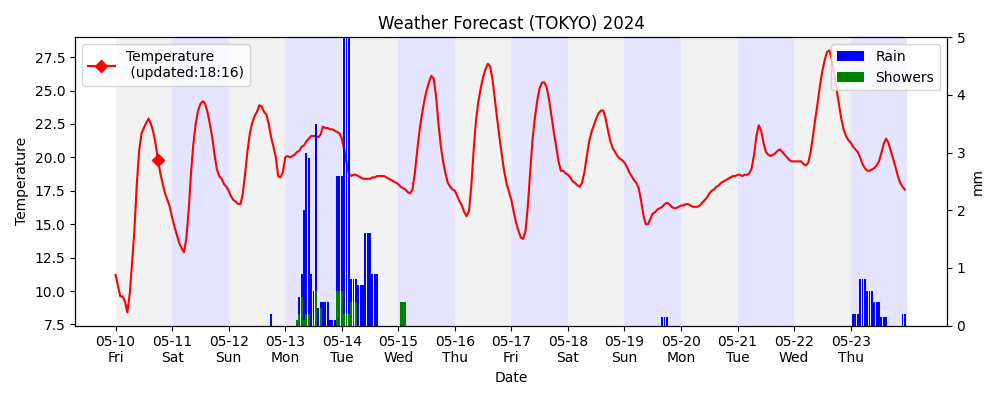 Weather Forecast (TOKYO) 2024
Temperature
(updated:18:16)
Rain
Showers
Temperature
27.5
25.0
22.5
20.0
17.5
15.0
12.5
10.0
7.5
5
4
3
2
1
0
mm
05-10 05-11 05-12 05-13 05-14 05-15 05-16 05-17 05-18 05-19 05-20 05-21 05-22 05-23
Fri Sat Sun Mon Tue Wed Thu Fri Sat Sun Mon Tue Wed Thu
Date